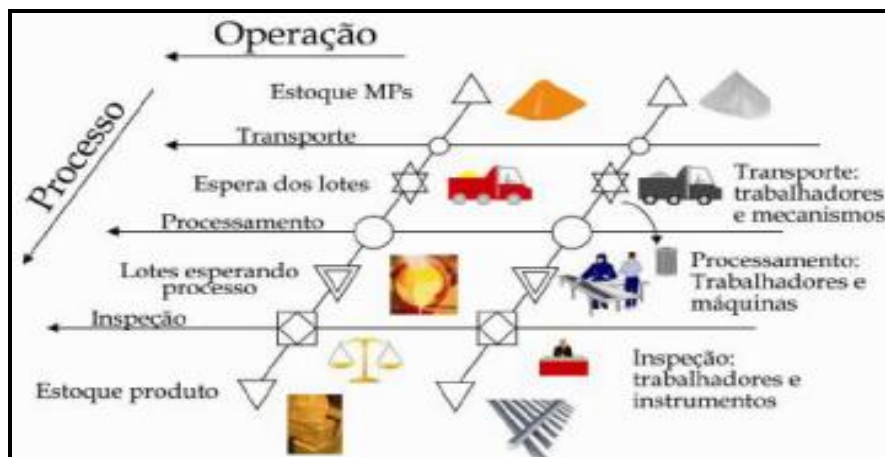 Operação
Processo
Estoque MPs
Transporte
Espera dos lotes
Transporte:
trabalhadores
e mecanismos
Processamento
Lotes esperando
processo
Processamento:
Trabalhadores e
máquinas
Inspeção
Estoque produto
Inspeção:
trabalhadores e
instrumentos